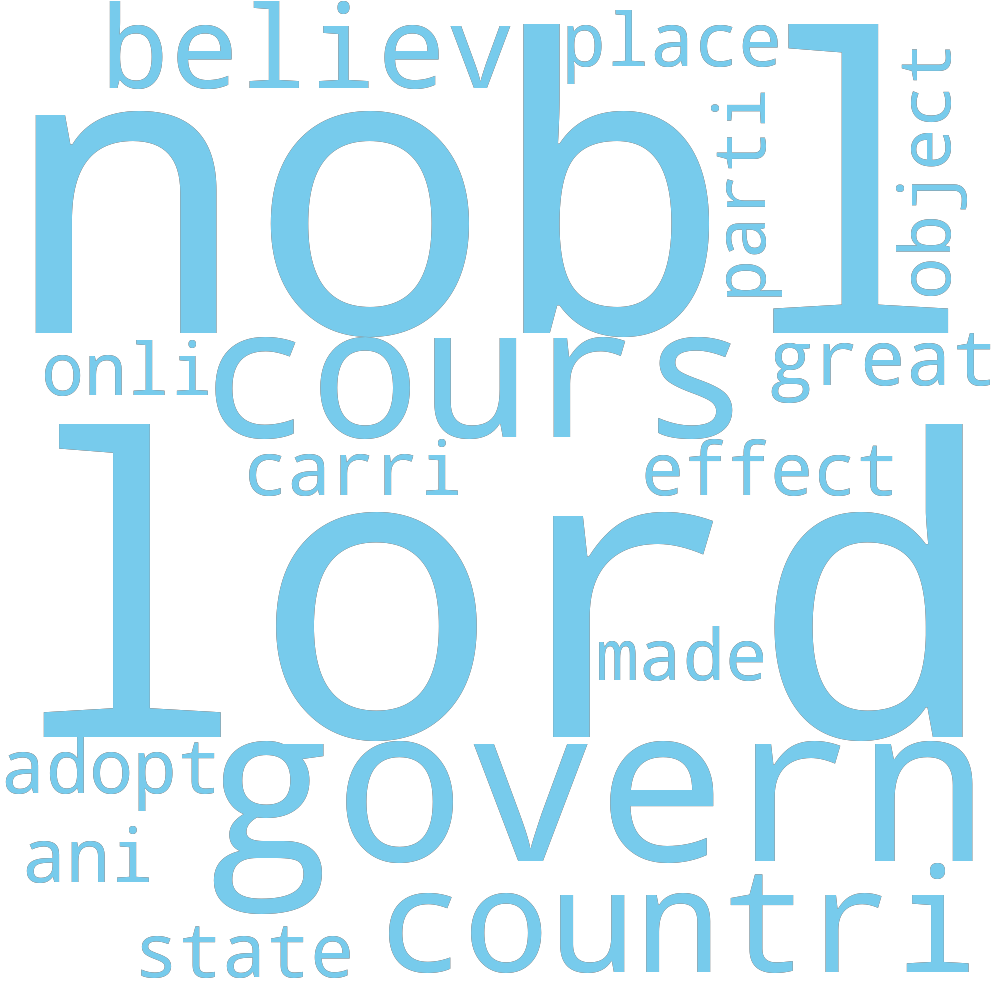 believ
place
nobl
parti
object
onli
cours
great
carri
effect
lord
made
adopt
govern
ani
countri
state